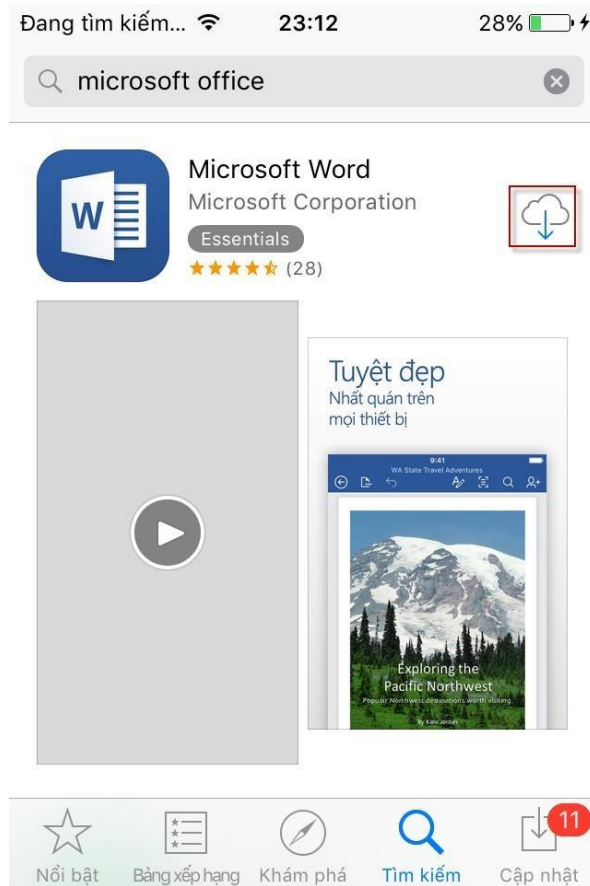 Đang tìm kiếm... 23:12 28%
microsoft office
Microsoft Word
Microsoft Corporation
Essentials
(28)
W
Tuyệt đẹp
Nhất quán trên
mọi thiết bị
9:41
WA State Travel Adventures
Exploring the
Pacific Northwest
Popular Northwest destinations worth visiting
By Kate Jordan
11
Nổi bật Bảng xếp hạng Khám phá Tìm kiếm Cập nhật